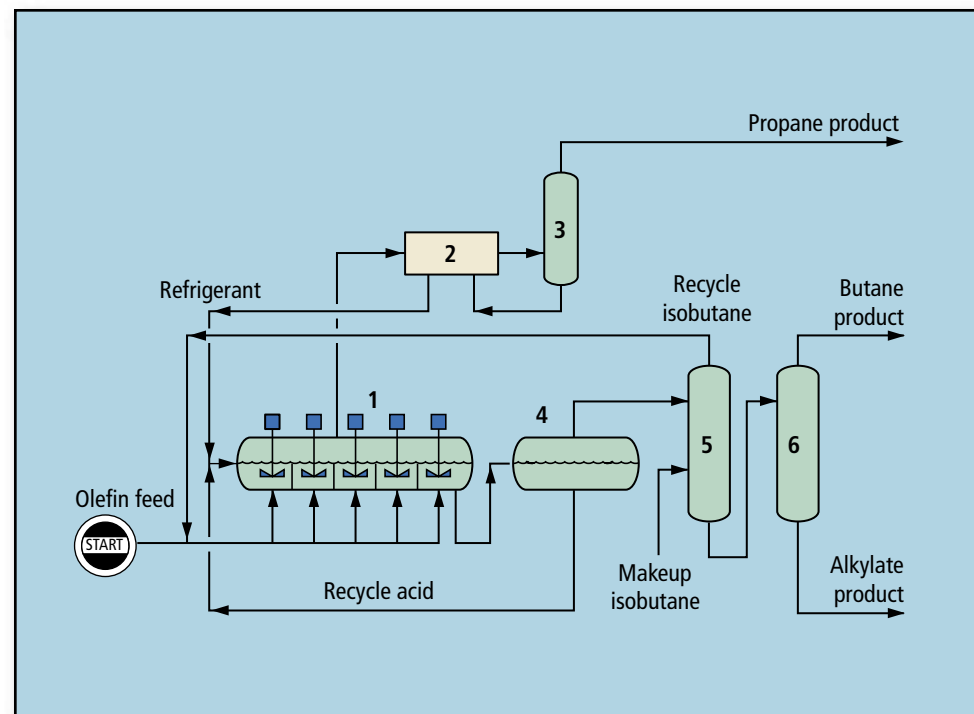 Propane product
3
2
Refrigerant
Recycle
isobutane
Butane
product
1
4
5
6
Olefin feed
START
Recycle acid
Makeup
isobutane
Alkylate
product